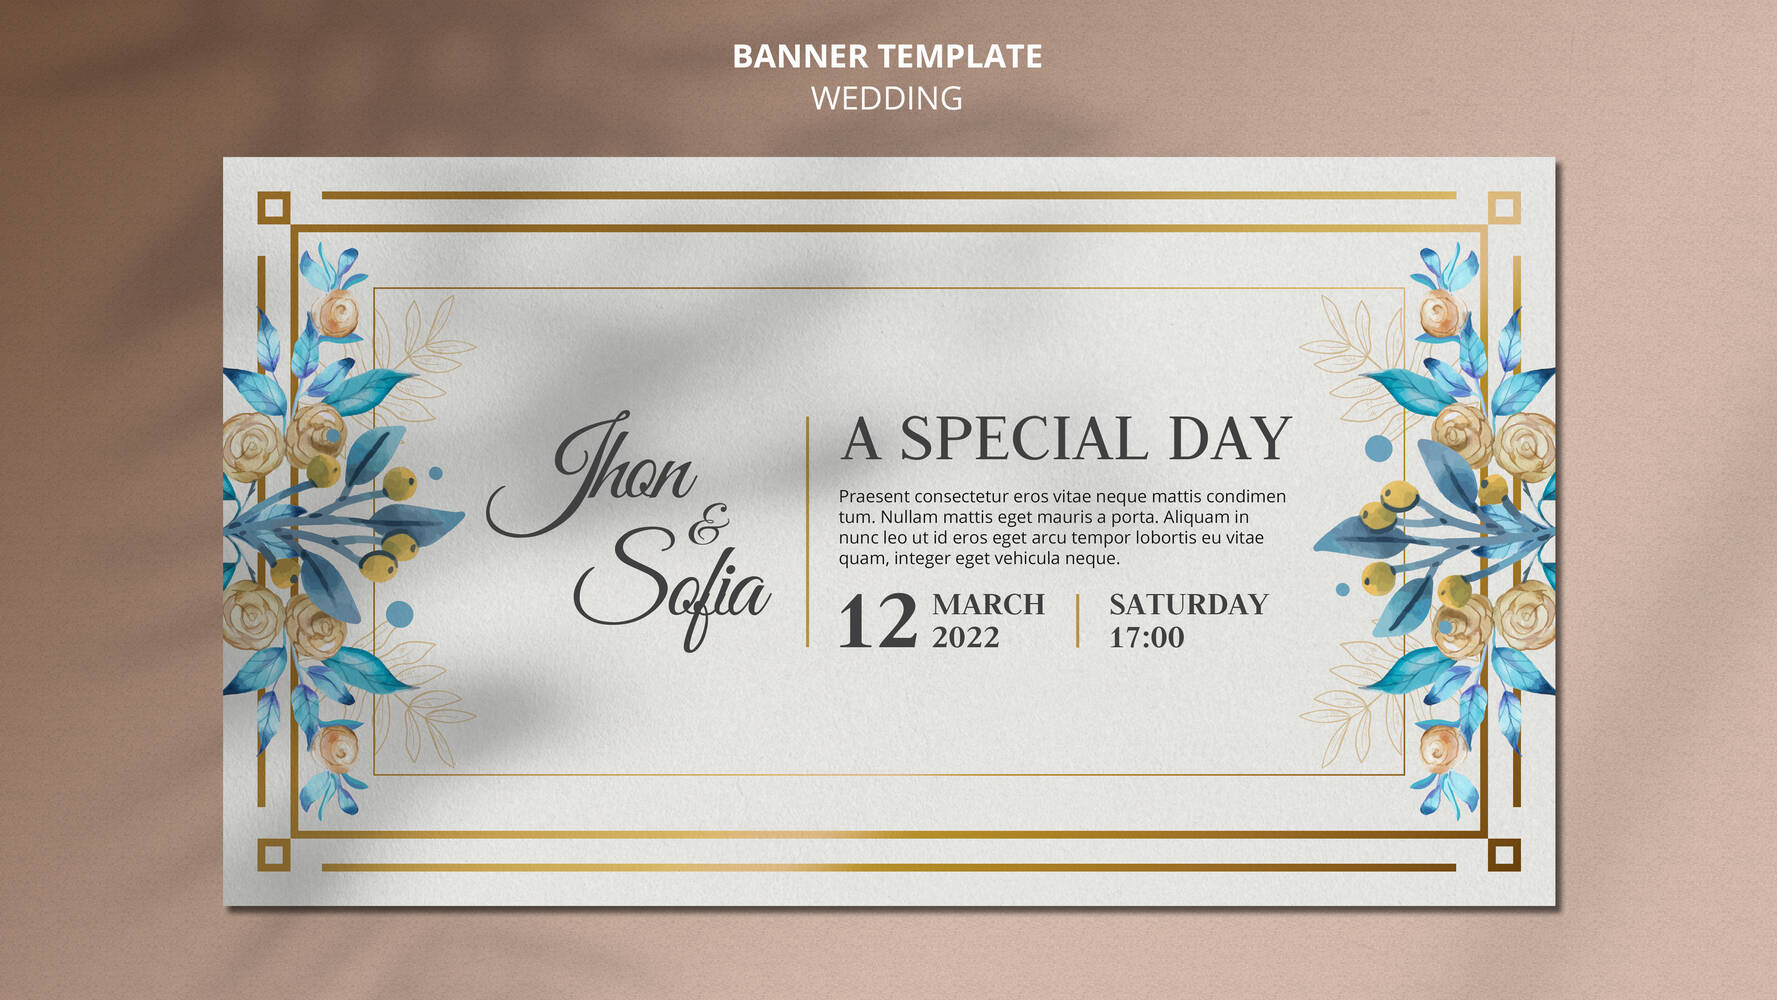 BANNER TEMPLATE
WEDDING
Jhon
&
Sofia
A SPECIAL DAY
Praesent consectetur eros vitae neque mattis condimen
tum. Nullam mattis eget mauris a porta. Aliquam in
nunc leo ut id eros eget arcu tempor lobortis eu vitae
quam, integer eget vehicula neque.
12 MARCH 2022
SATURDAY 17:00